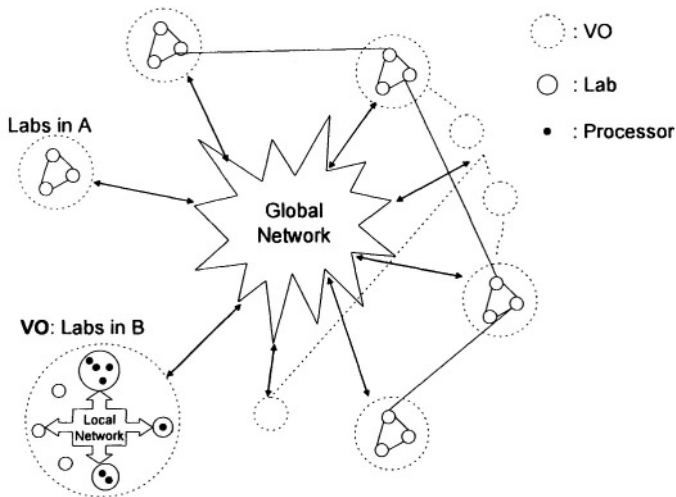 : VO
: Lab
: Processor
Labs in A
Global
Network
VO: Labs in B
Local
Network